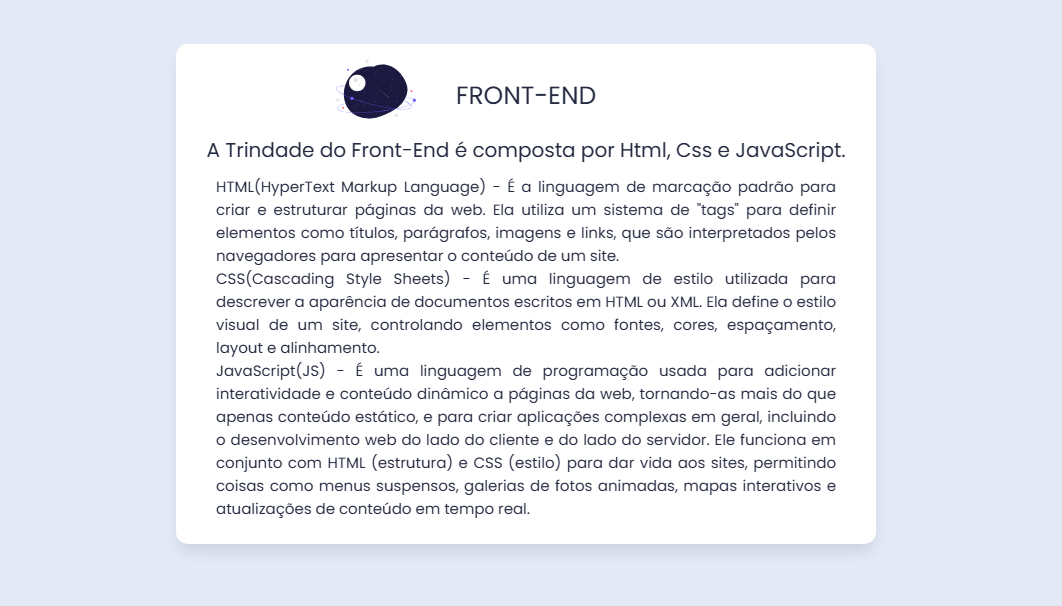 FRONT-END
A Trindade do Front-End é composta por Html, Css e JavaScript.
HTML(HyperText Markup Language) - É a linguagem de marcação padrão para
criar e estruturar páginas da web. Ela utiliza um sistema de "tags" para definir
elementos como títulos, parágrafos, imagens e links, que são interpretados pelos
navegadores para apresentar o conteúdo de um site.
CSS(Cascading Style Sheets) - É uma linguagem de estilo utilizada para
descrever a aparência de documentos escritos em HTML ou XML. Ela define o estilo
visual de um site, controlando elementos como fontes, cores, espaçamento,
layout e alinhamento.
JavaScript(JS) - É uma linguagem de programação usada para adicionar
interatividade e conteúdo dinâmico a páginas da web, tornando-as mais do que
apenas conteúdo estático, e para criar aplicações complexas em geral, incluindo
o desenvolvimento web do lado do cliente e do lado do servidor. Ele funciona em
conjunto com HTML (estrutura) e CSS (estilo) para dar vida aos sites, permitindo
coisas como menus suspensos, galerias de fotos animadas, mapas interativos e
atualizações de conteúdo em tempo real.